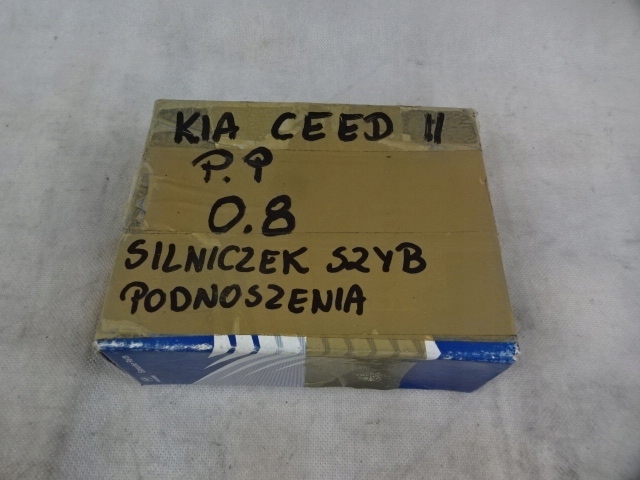 KIA CEED II
P.P
0.8
SILNICZEK SZYB
PODNOSZENIA